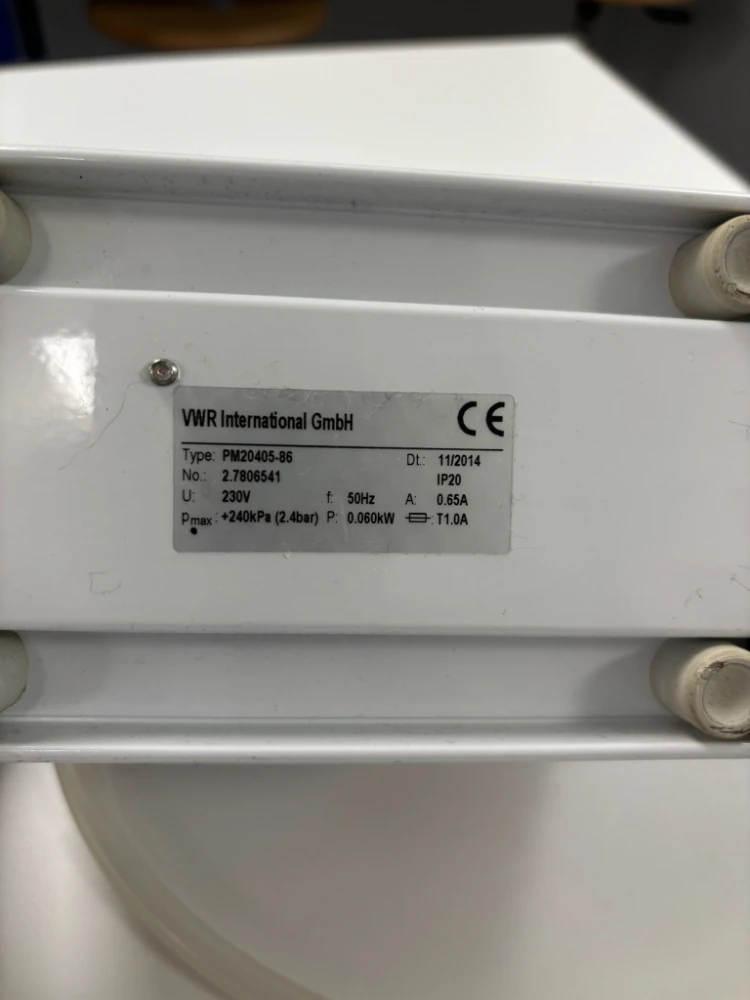 VWR International GmbH CE
Type: PM20405-86 Dt.: 11/2014
No.: 2.7806541 IP20
U: 230V f: 50Hz A: 0.65A
pmax : +240kPa (2.4bar) P: 0.060kW : T1.0A